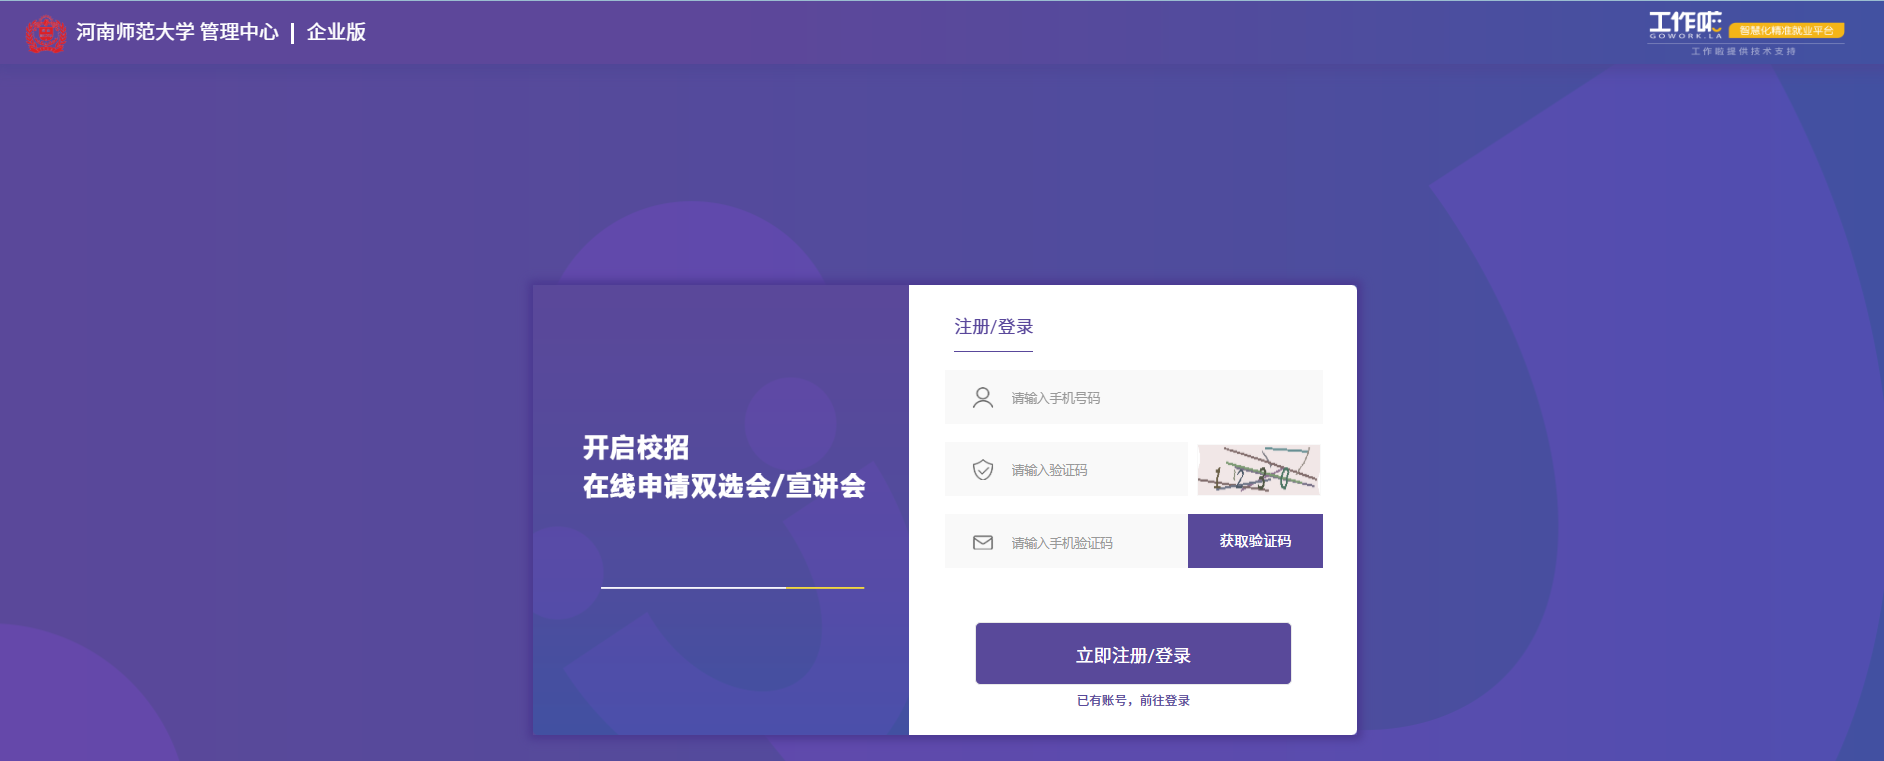 河南师范大学 管理中心 | 企业版
工作啦
GOWORK.LA
智慧化精准就业平台
工作啦提供技术支持
开启校招
在线申请双选会/宣讲会
注册/登录
请输入手机号码
请输入验证码
1230
请输入手机验证码
获取验证码
立即注册/登录
已有账号，前往登录